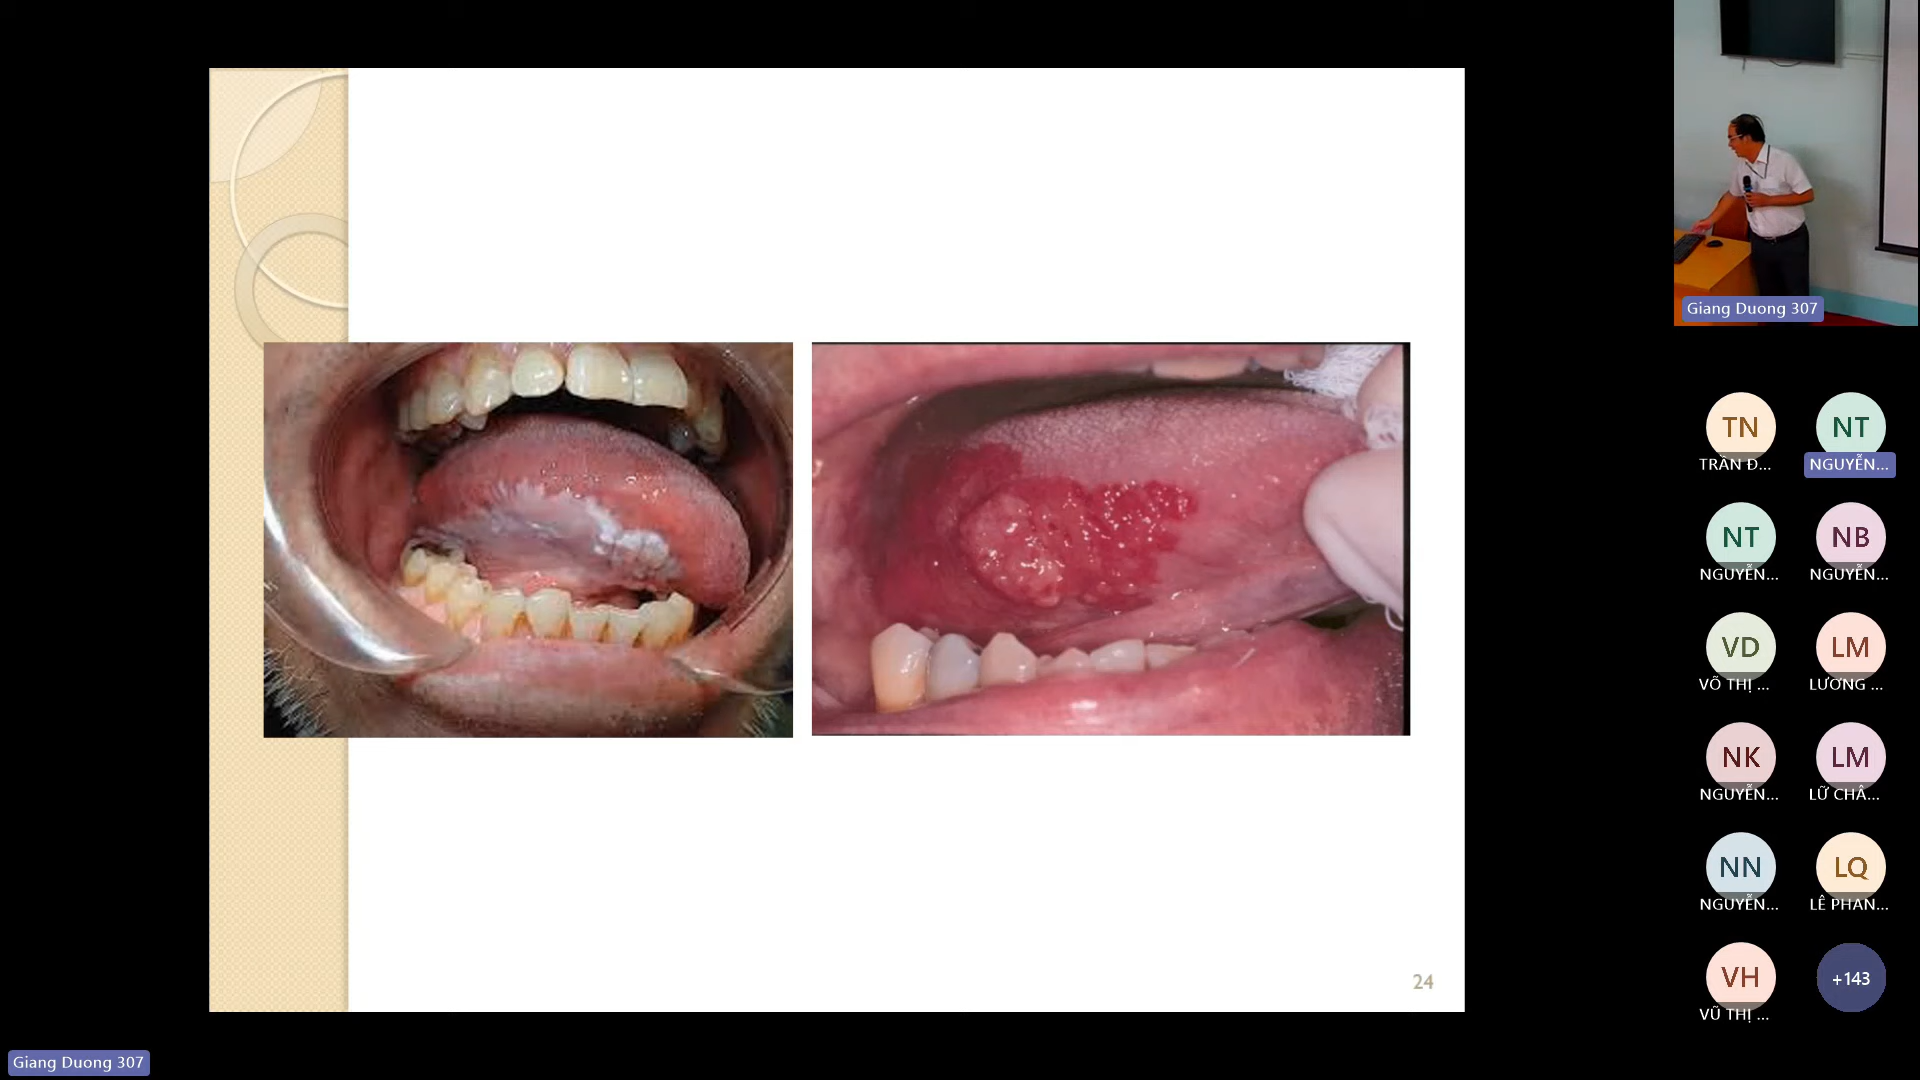 24
Giang Duong 307
TN
TRẦN Đ...
NT
NGUYỄN...
NT
NGUYỄN...
NB
NGUYỄN...
VD
VÕ THỊ ...
LM
LƯƠNG ...
NK
NGUYỄN...
LM
LỮ CHÂ...
NN
NGUYỄN...
LQ
LÊ PHAN...
VH
VŨ THỊ ...
+143
Giang Duong 307